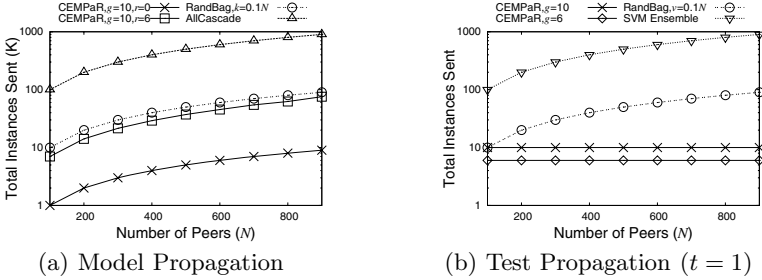 CEMPaR,g=10,r=0
CEMPaR,g=10,r=6
RandBag,k=0.1N
AllCascade
Total Instances Sent (K)
1000
100
10
1
200
400
600
800
Number of Peers (N)
(a) Model Propagation
CEMPaR,g=10
CEMPaR,g=6
RandBag,v=0.1N
SVM Ensemble
Total Instances Sent
1000
100
10
1
200
400
600
800
Number of Peers (N)
(b) Test Propagation (t = 1)